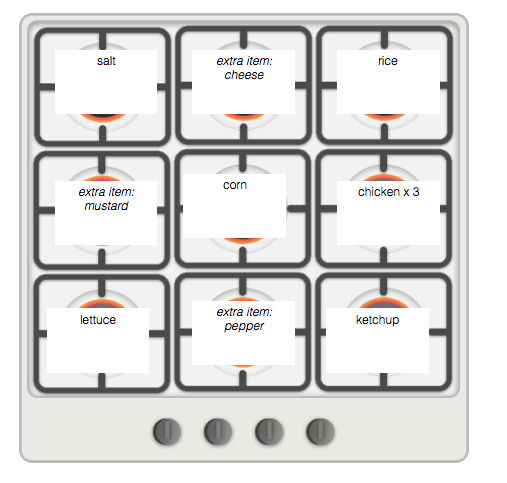 salt
extra item:
cheese
rice
extra item:
mustard
corn
chicken x 3
lettuce
extra item:
pepper
ketchup